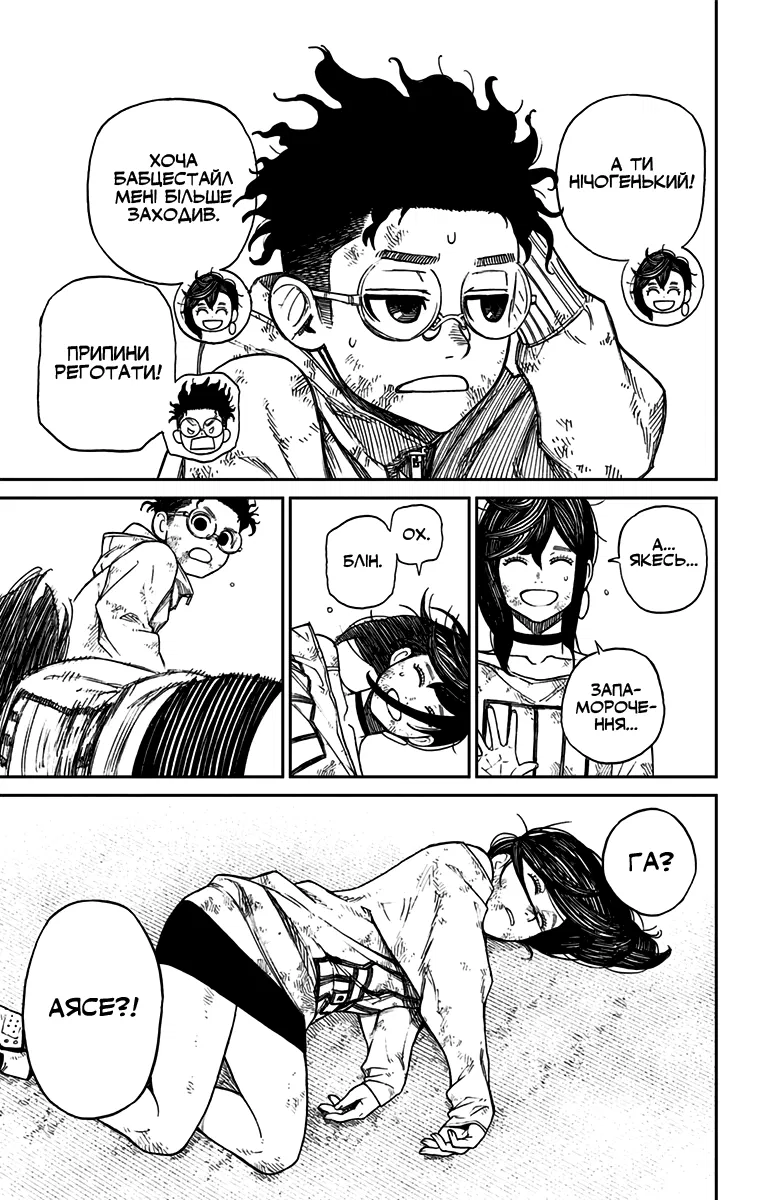 А ТИ
НІЧОГЕНЬКИЙ!
ХОЧА
БАБЦЕСТАЙЛ
МЕНІ БІЛЬШЕ
ЗАХОДИВ.
ПРИПИНИ
РЕГОТАТИ!
А...
ЯКЕСЬ...
ЗАПА-
МОРОЧЕ-
ННЯ...
ОХ.
БЛІН.
ГА?
АЯСЕ?!